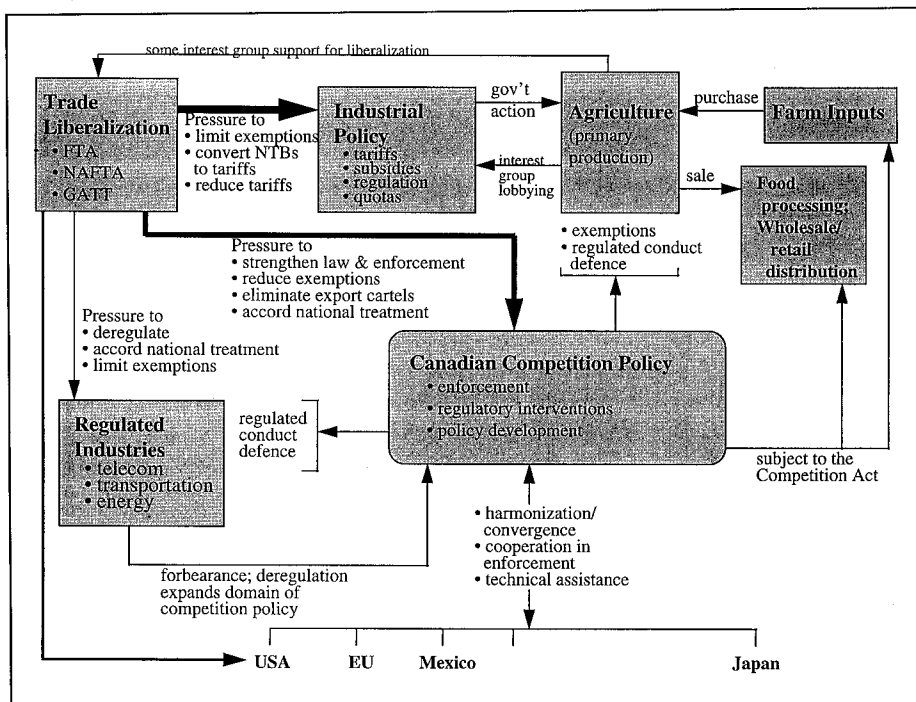 some interest group support for liberalization
Trade
Liberalization
• FTA
• NAFTA
• GATT
Pressure to
• limit exemptions
• convert NTBs
to tariffs
• reduce tariffs
Industrial
Policy
• tariffs
• subsidies
• regulation
• quotas
gov't
action
interest
group
lobbying
Agriculture
(primary
production)
purchase
Farm Inputs
sale
Food
processing;
Wholesale/
retail
distribution
• exemptions
• regulated conduct
defence
Pressure to
• strengthen law & enforcement
• reduce exemptions
• eliminate export cartels
• accord national treatment
Pressure to
• deregulate
• accord national treatment
• limit exemptions
Canadian Competition Policy
• enforcement
• regulatory interventions
• policy development
Regulated
Industries
• telecom
• transportation
• energy
regulated
conduct
defence
subject to the
Competition Act
• harmonization/
convergence
• cooperation in
enforcement
• technical assistance
forbearance; deregulation
expands domain of
competition policy
USA EU Mexico Japan